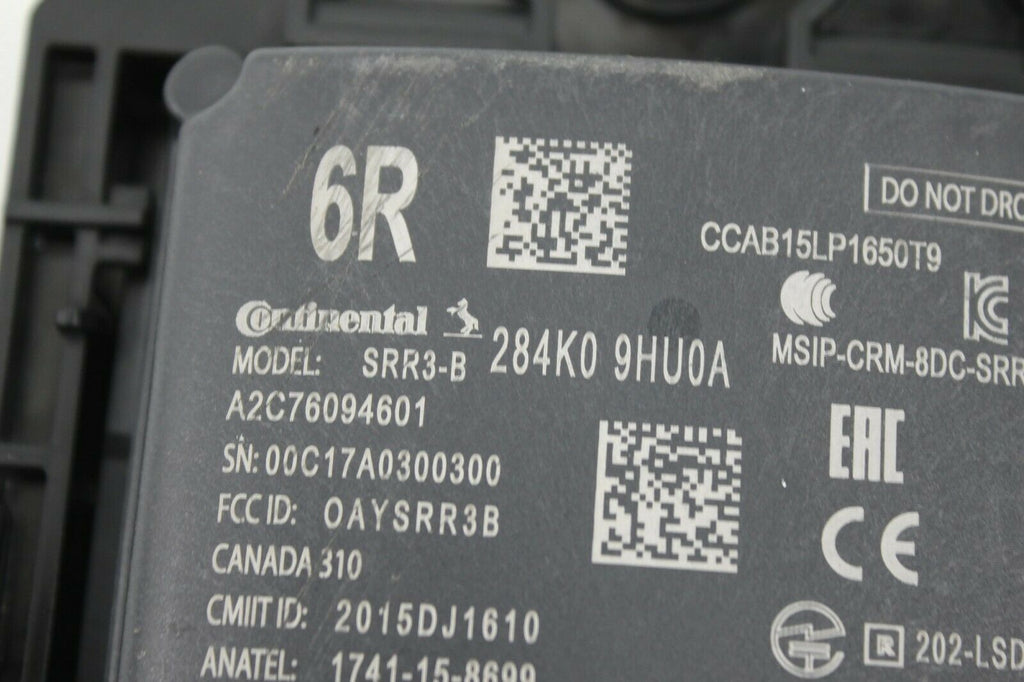 6R
DO NOT
CCAB15LP1650T9
Continental
MODEL: SRR3-B 284K0 9HU0A
MSIP-CRM-8DC-SRR
A2C76094601
EAC
SN: 00C17A0300300
FCC ID: OAYSRR3B
CE
CANADA 310
CMIIT ID: 2015DJ1610
R 202-LSD
ANATEL: 1741-15-8699